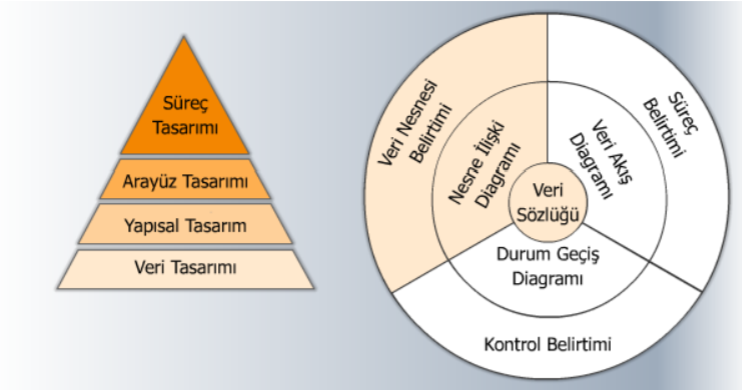 Süreç
Tasarımı
Arayüz Tasarımı
Yapısal Tasarım
Veri Tasarımı
Veri Nesnesi
Belirtimi
Nesne İlişki
Diagramı
Veri Akış
Diagramı
Süreç
Belirtimi
Veri
Sözlüğü
Durum Geçiş
Diagramı
Kontrol Belirtimi